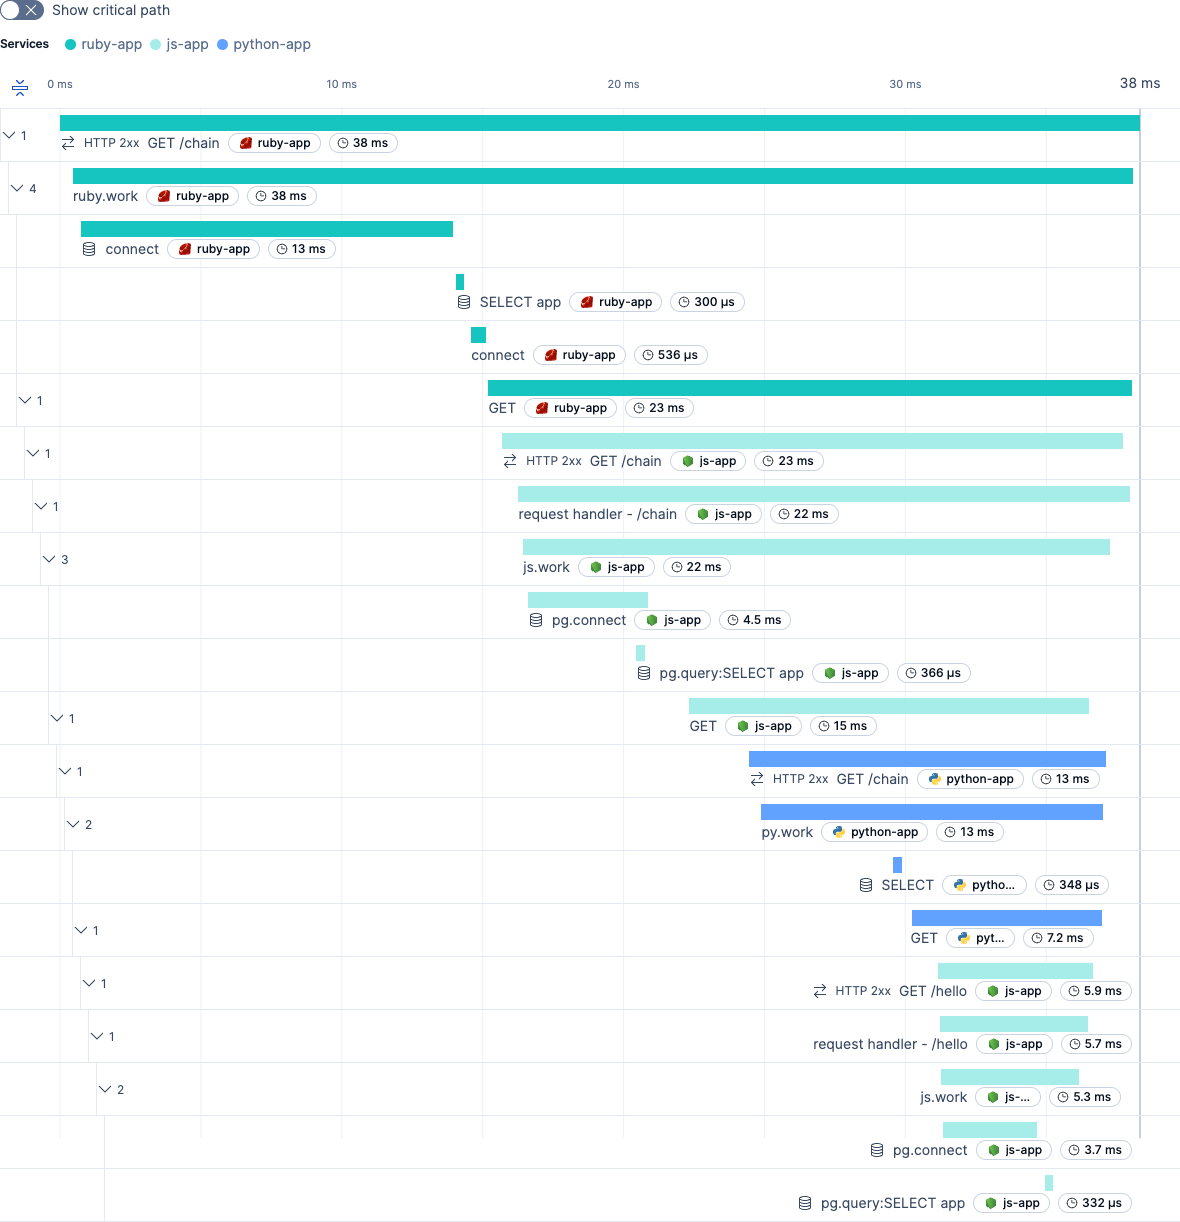 Show critical path
Services ruby-app js-app python-app
0 ms 10 ms 20 ms 30 ms 38 ms
1
HTTP 2xx GET /chain ruby-app 38 ms
4
ruby.work ruby-app 38 ms
connect ruby-app 13 ms
SELECT app ruby-app 300 µs
connect ruby-app 536 µs
1
GET ruby-app 23 ms
1
HTTP 2xx GET /chain js-app 23 ms
1
request handler - /chain js-app 22 ms
3
js.work js-app 22 ms
pg.connect js-app 4.5 ms
pg.query:SELECT app js-app 366 µs
1
GET js-app 15 ms
1
HTTP 2xx GET /chain python-app 13 ms
2
py.work python-app 13 ms
SELECT pytho... 348 µs
1
GET pyt... 7.2 ms
1
HTTP 2xx GET /hello js-app 5.9 ms
1
request handler - /hello js-app 5.7 ms
2
js.work js-... 5.3 ms
pg.connect js-app 3.7 ms
pg.query:SELECT app js-app 332 µs